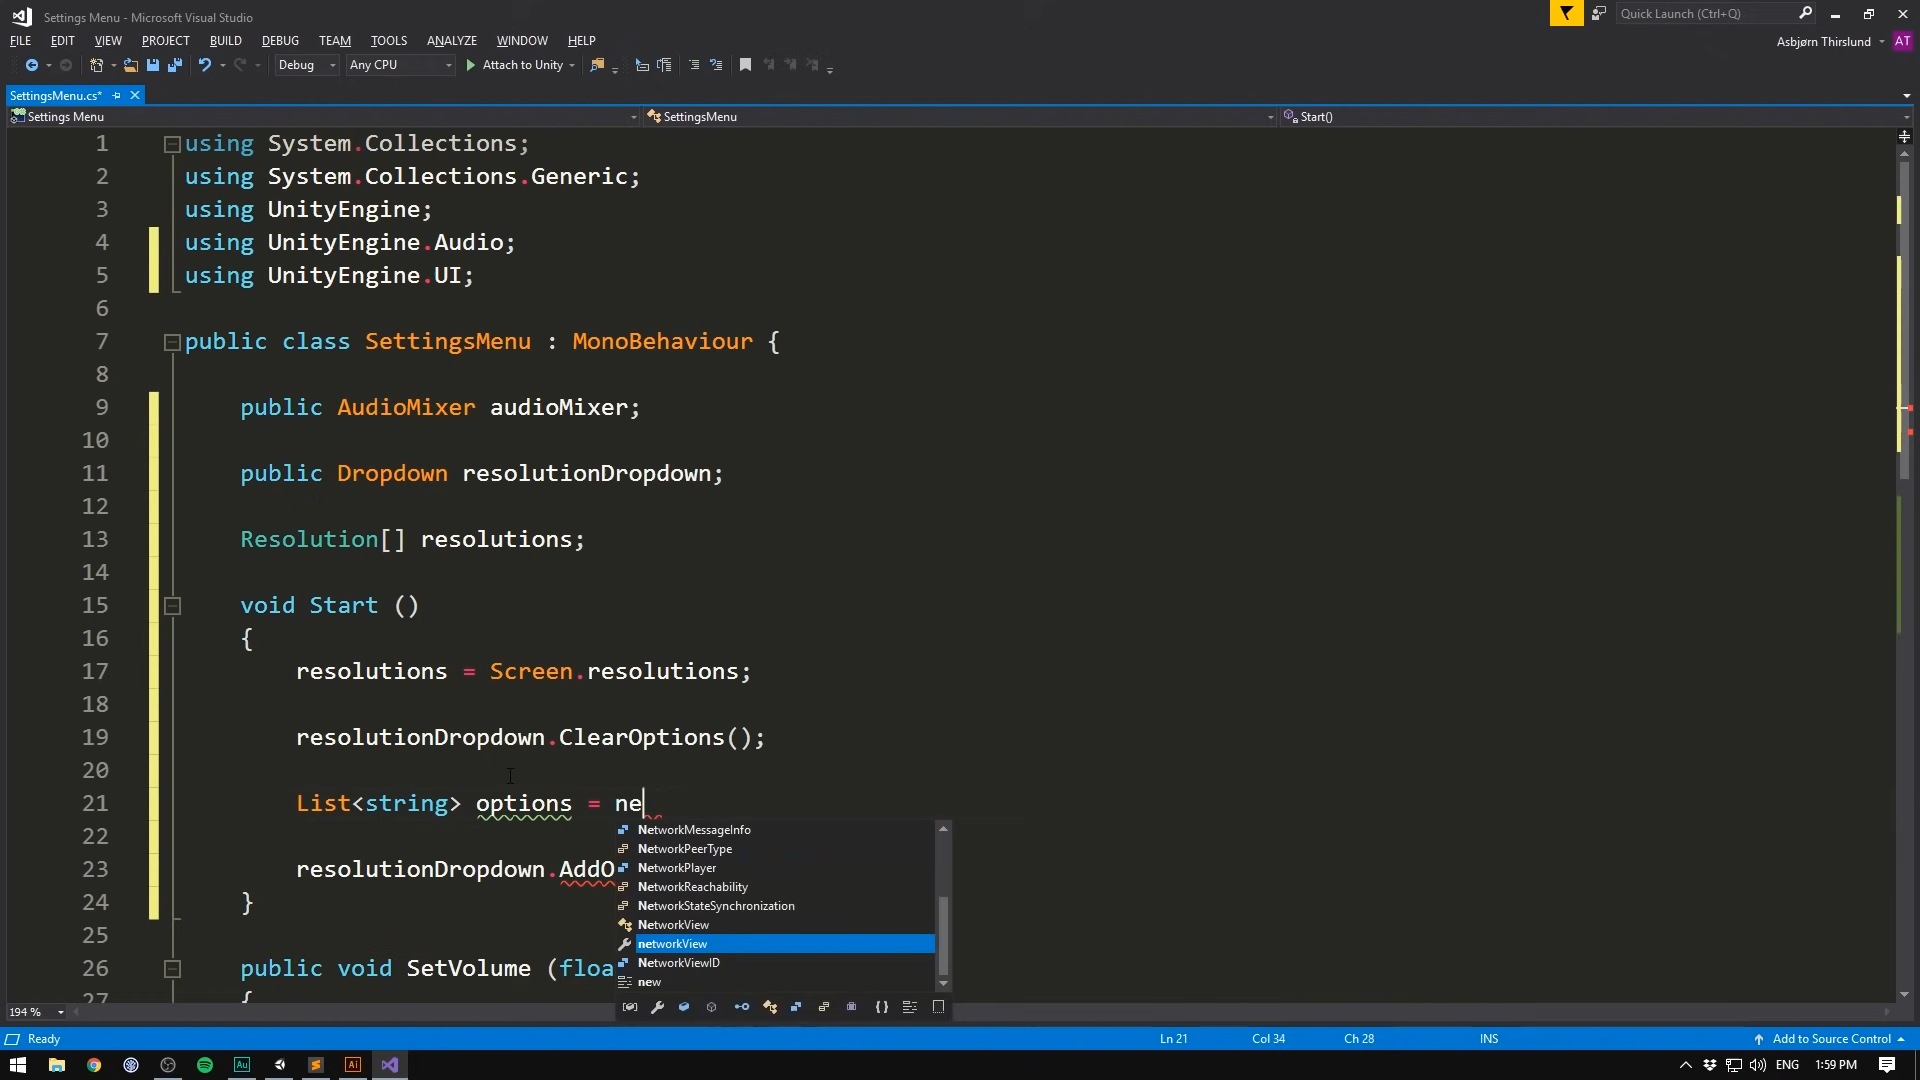 Settings Menu - Microsoft Visual Studio
Quick Launch (Ctrl+Q)
FILE EDIT VIEW PROJECT BUILD DEBUG TEAM TOOLS ANALYZE WINDOW HELP
Asbjørn Thirslund AT
Debug Any CPU Attach to Unity
SettingsMenu.cs*
Settings Menu SettingsMenu Start()
1 using System.Collections;
2 using System.Collections.Generic;
3 using UnityEngine;
4 using UnityEngine.Audio;
5 using UnityEngine.UI;
6
7 public class SettingsMenu : MonoBehaviour {
8
9 public AudioMixer audioMixer;
10
11 public Dropdown resolutionDropdown;
12
13 Resolution[] resolutions;
14
15 void Start ()
16 {
17 resolutions = Screen.resolutions;
18
19 resolutionDropdown.ClearOptions();
20
21 List<string> options = ne
22
NetworkMessageInfo
NetworkPeerType
23 resolutionDropdown.AddO
NetworkPlayer
NetworkReachability
24 }
NetworkStateSynchronization
NetworkView
25
networkView
26 public void SetVolume (floa
NetworkViewID
new
27 {
194 %
Ready Ln 21 Col 34 Ch 28 INS Add to Source Control
Au Ai ENG 1:59 PM